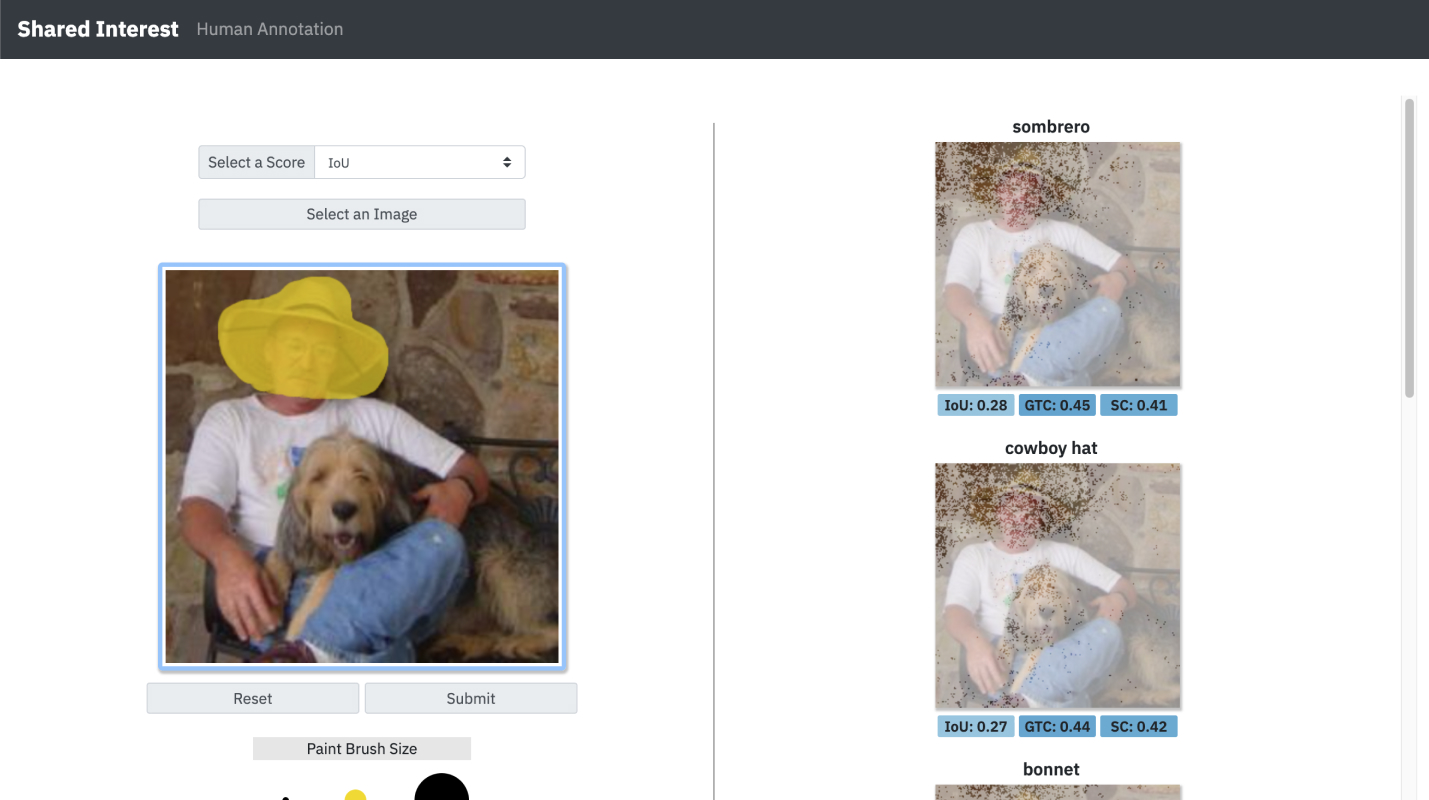 Shared Interest Human Annotation
Select a Score IoU
Select an Image
Reset Submit
Paint Brush Size
sombrero
IoU: 0.28 GTC: 0.45 SC: 0.41
cowboy hat
IoU: 0.27 GTC: 0.44 SC: 0.42
bonnet